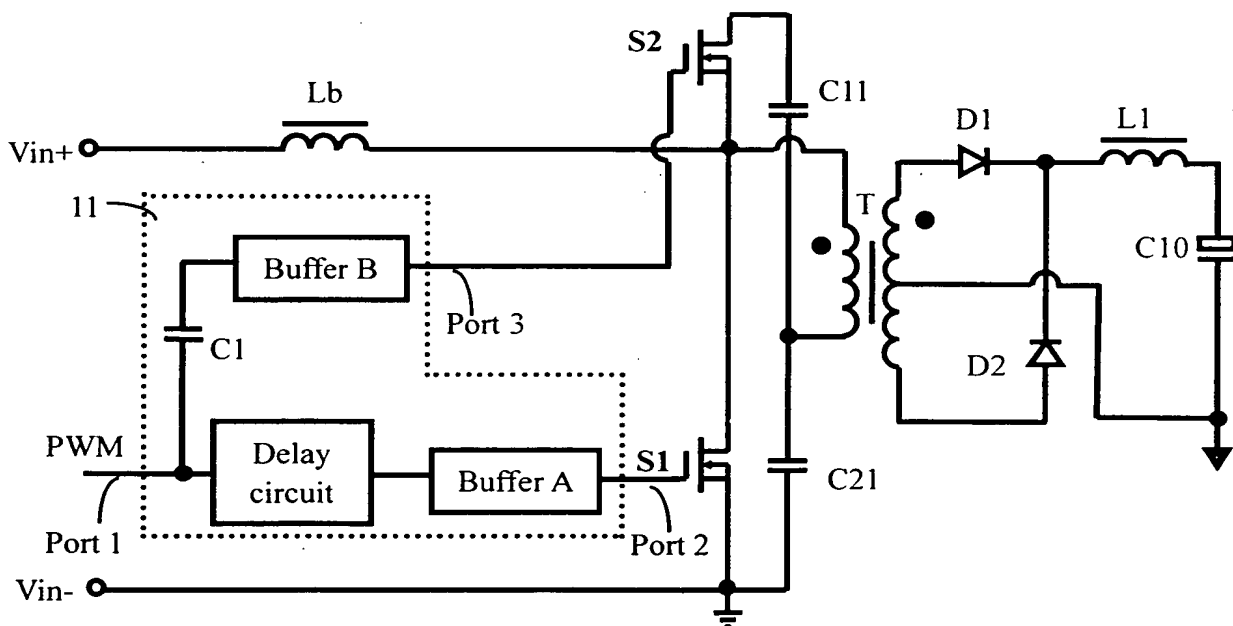 S2
Lb
C11
D1
L1
Vin+
11
T
Buffer B
C10
Port 3
C1
D2
PWM
Delay
circuit
Buffer A
S1
C21
Port 1
Port 2
Vin-